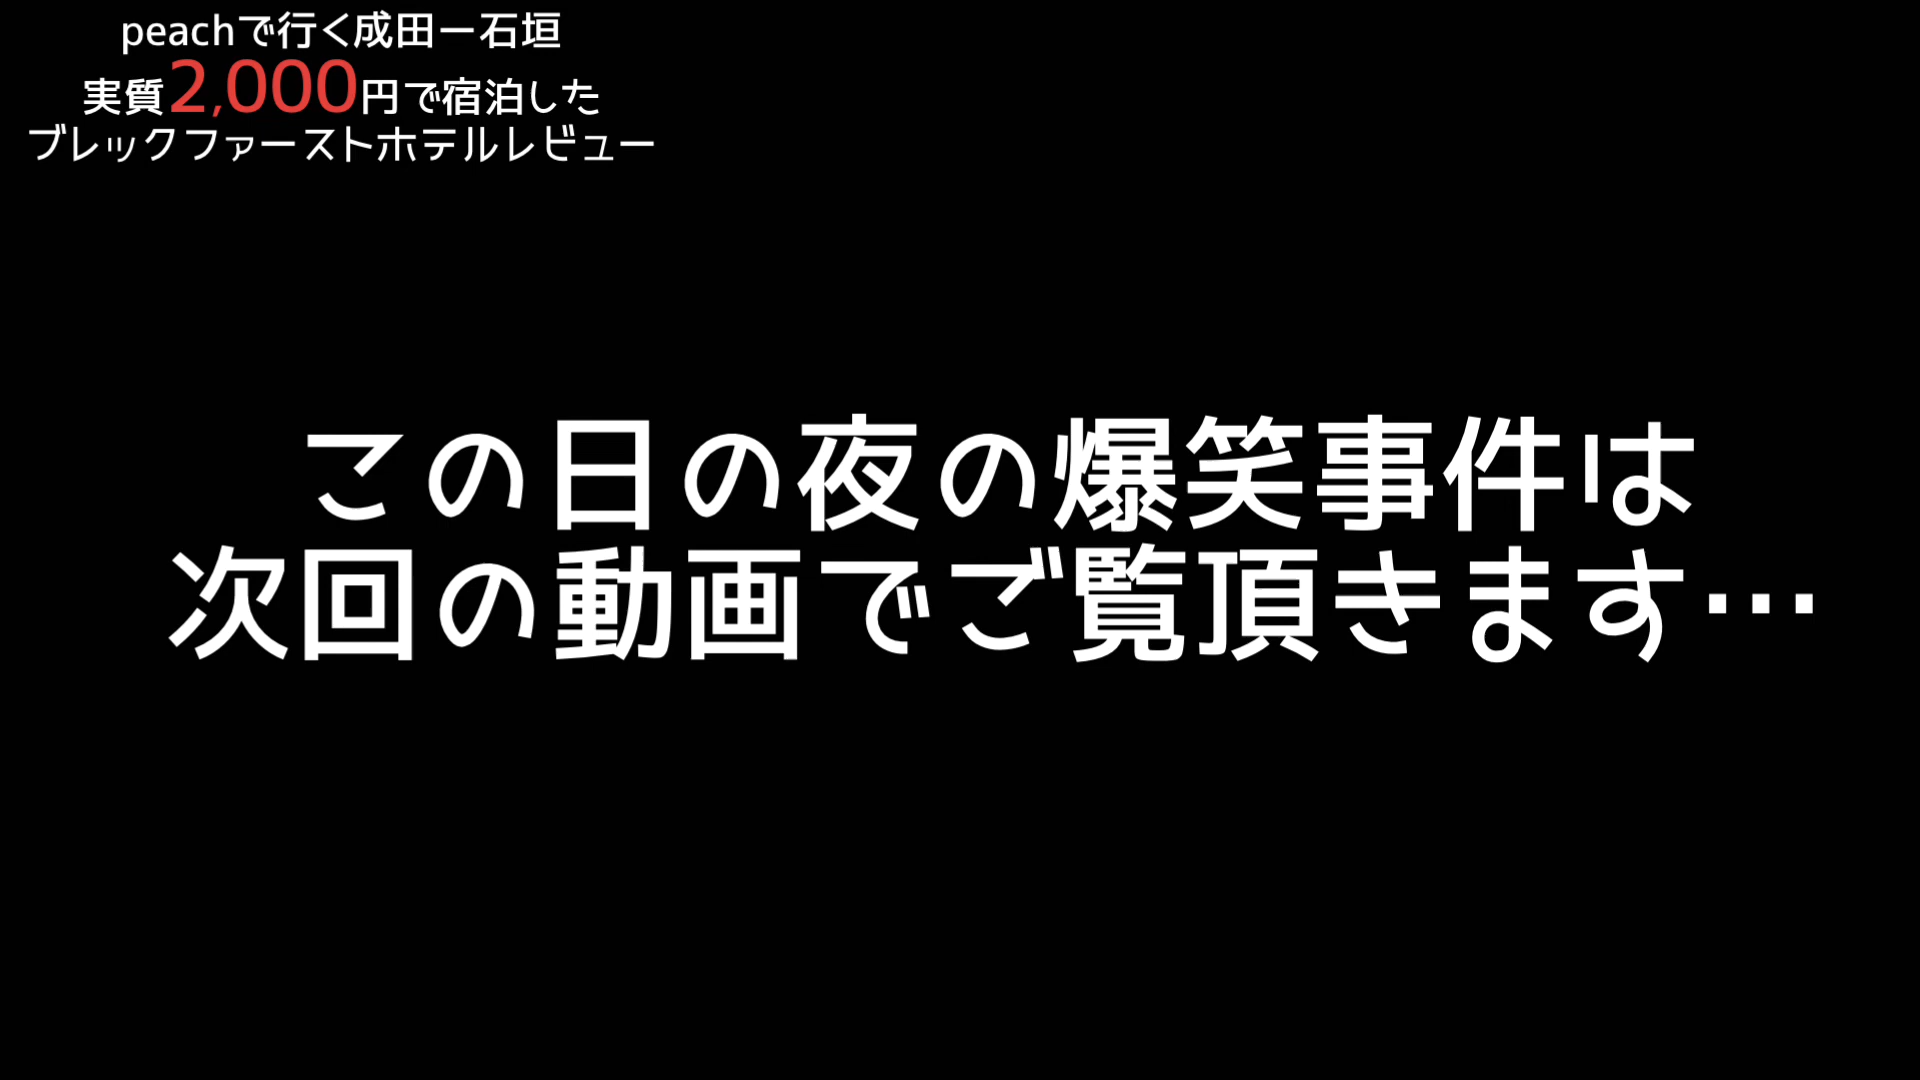 peachで行く成田ー石垣
実質2,000円で宿泊した
ブレックファーストホテルレビュー
この日の夜の爆笑事件は
次回の動画でご覧頂きます…